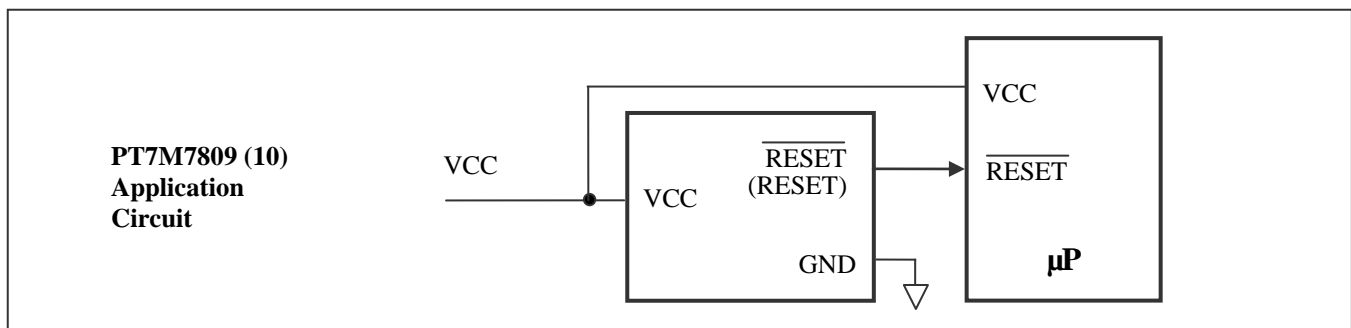 PT7M7809 (10)
Application
Circuit
VCC
VCC
RESET
(RESET)
GND
VCC
RESET
µP